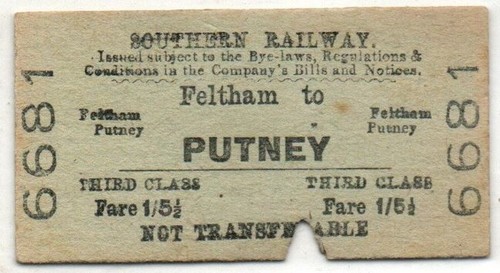 SOUTHERN RAILWAY.
Issued subject to the Bye-laws, Regulations &
Conditions in the Company's Bills and Notices.
Feltham to
Feltham Feltham
Putney Putney
PUTNEY
THIRD CLASS THIRD CLASS
Fare 1/5½ Fare 1/5½
NOT TRANSFERABLE
6681 6681